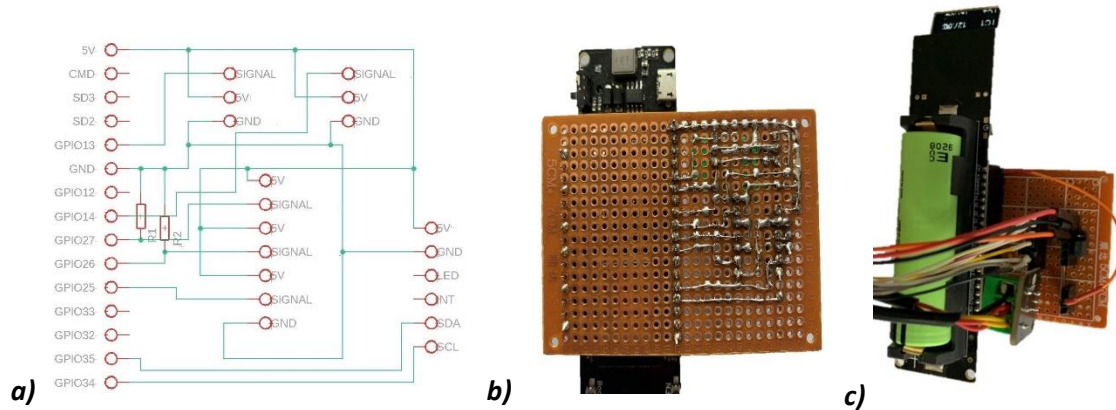 5V
CMD
SD3
SD2
GPIO13
GND
GPIO12
GPIO14
GPIO27
GPIO26
GPIO25
GPIO33
GPIO32
GPIO35
GPIO34
SIGNAL
5V
GND
SIGNAL
5V
GND
R1
R2
5V
SIGNAL
5V
SIGNAL
5V
SIGNAL
GND
5V
GND
LED
INT
SDA
SCL
a)
b)
c)